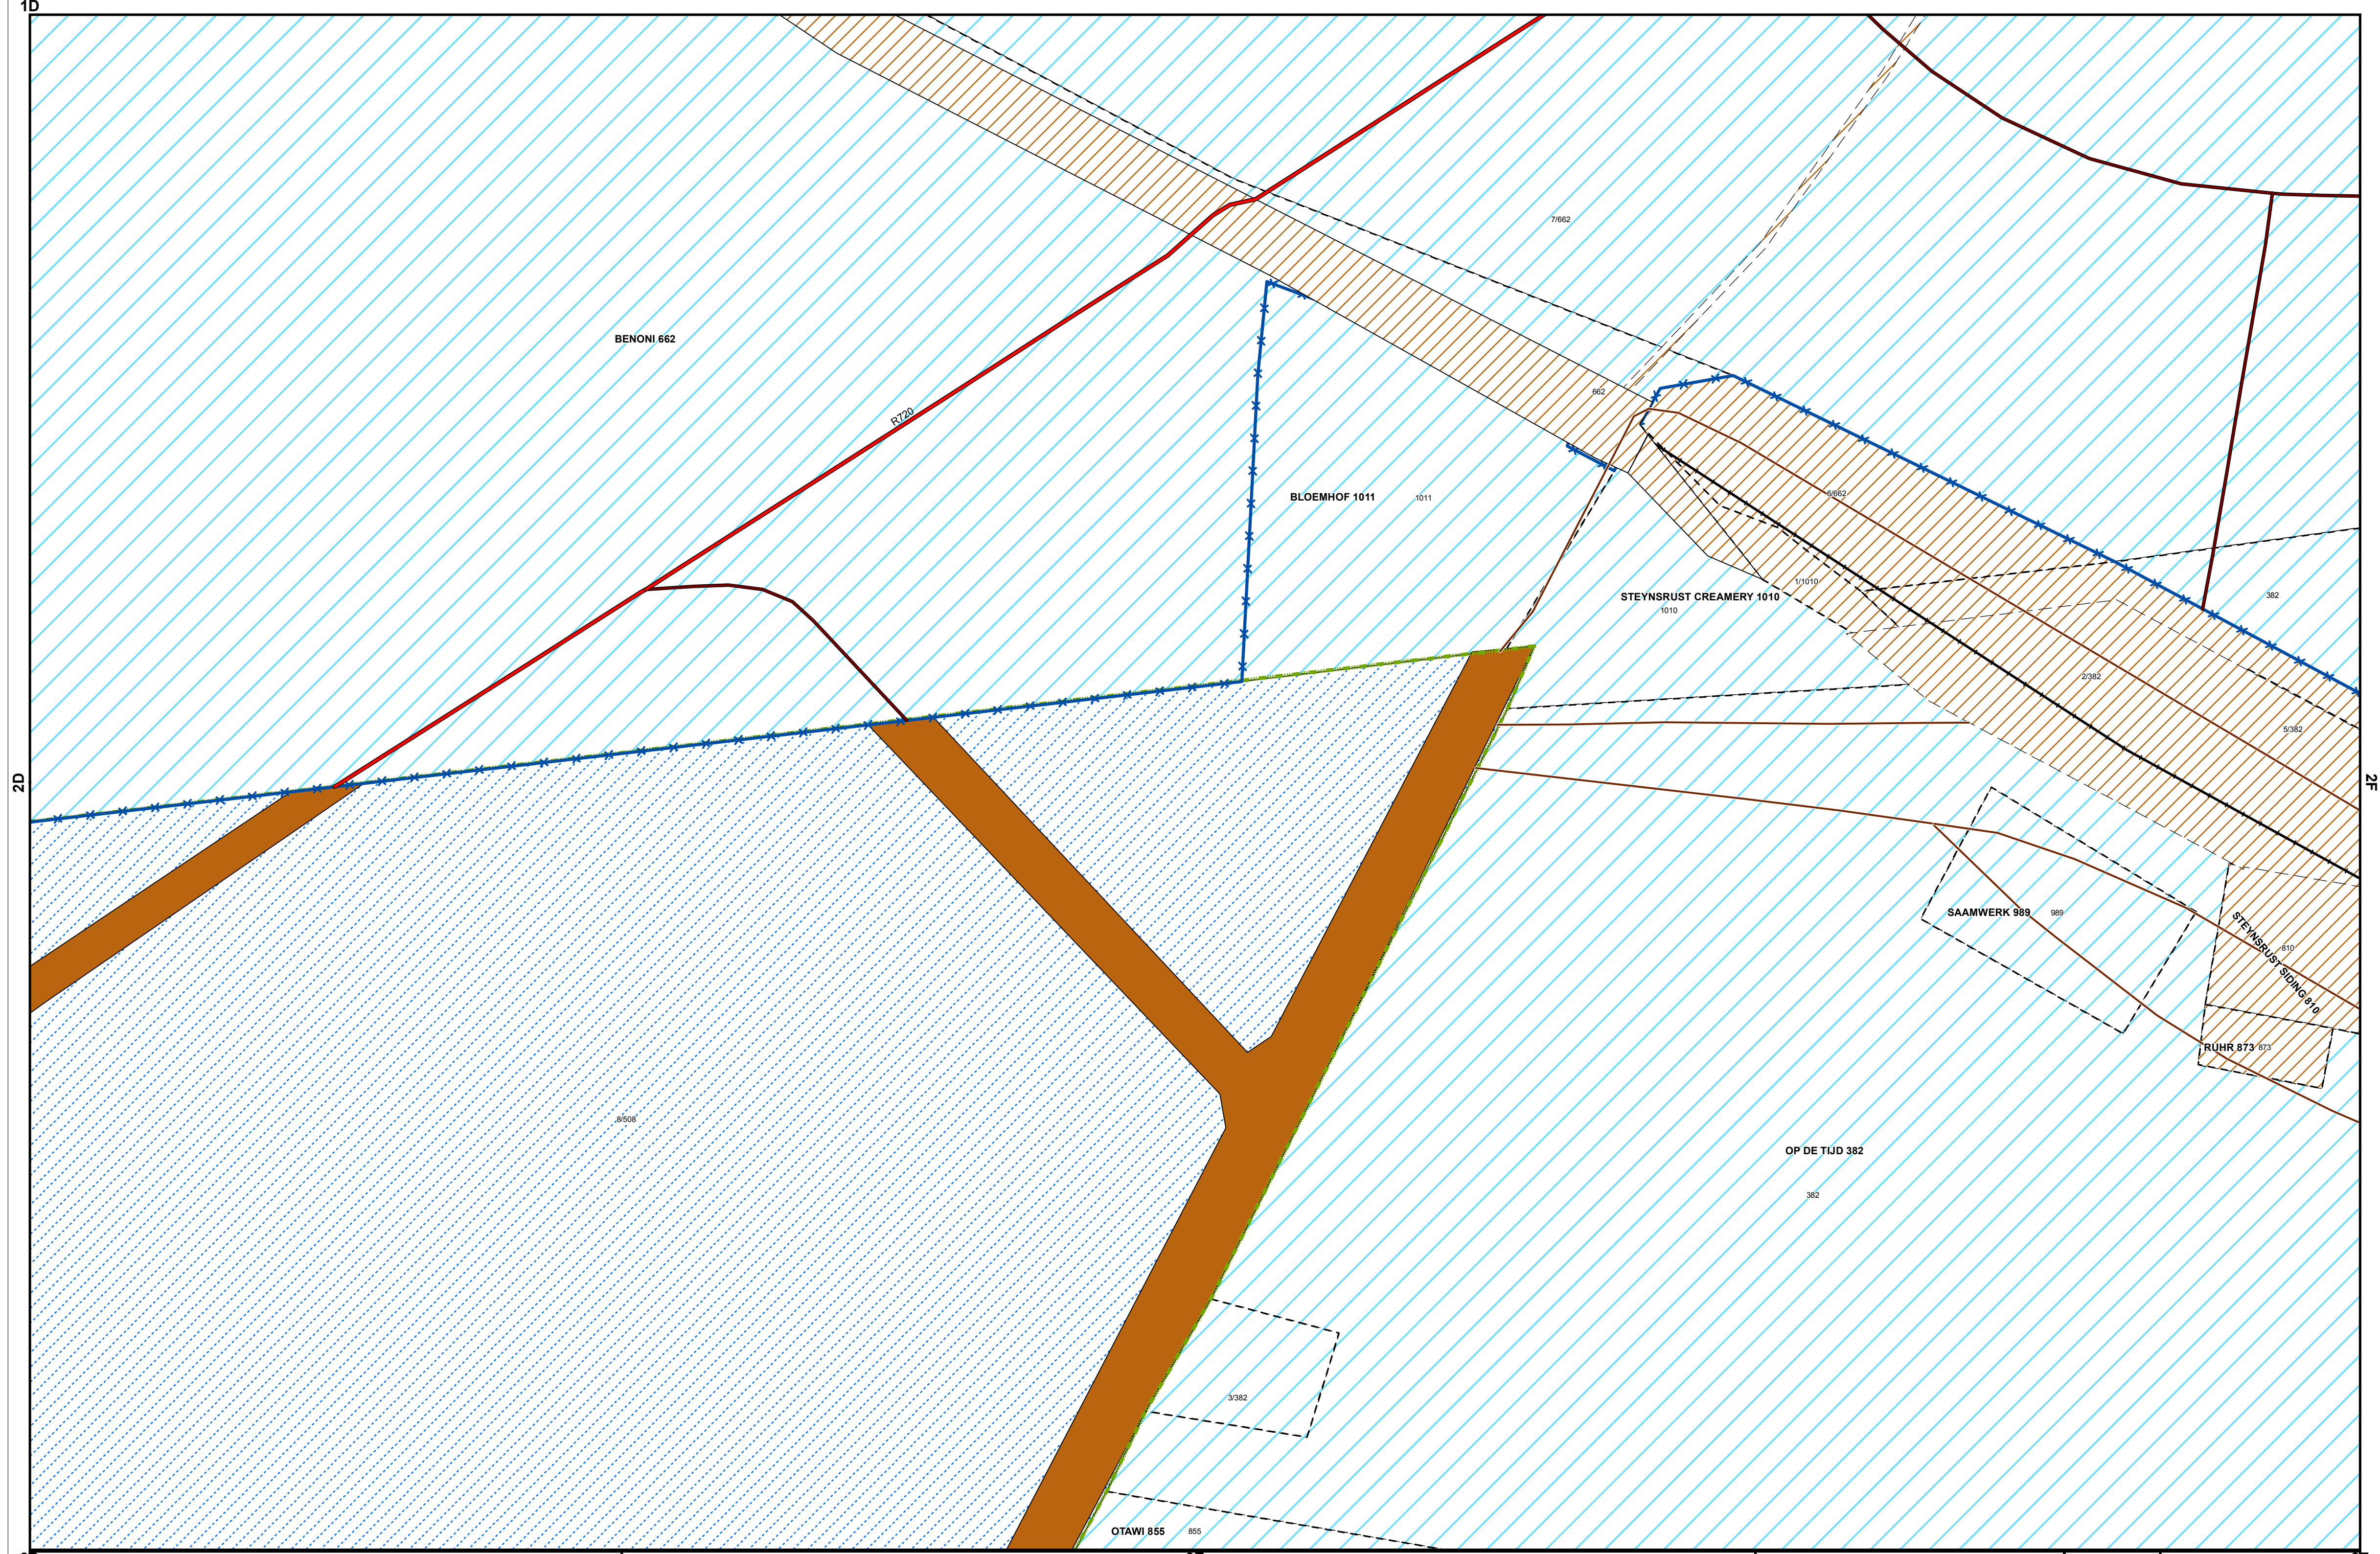 1D
7/662
BENONI 662
662
R720
6/662
BLOEMHOF 1011
1011
1/1010
STEYNSRUST CREAMERY 1010
1010
382
2/382
5/382
2D
2F
SAAMWERK 989
989
810
STEYNSRUST SIDING 810
RUHR 873
873
8/508
OP DE TIJD 382
382
3/382
OTAWI 855
855